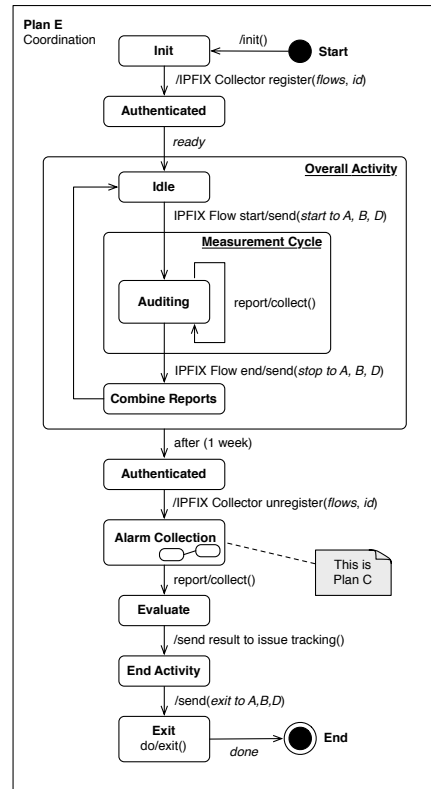 Plan E
Coordination
/init()
Init
Start
/IPFIX Collector register(flows, id)
Authenticated
ready
Overall Activity
Idle
IPFIX Flow start/send(start to A, B, D)
Measurement Cycle
Auditing
report/collect()
IPFIX Flow end/send(stop to A, B, D)
Combine Reports
after (1 week)
Authenticated
/IPFIX Collector unregister(flows, id)
Alarm Collection
This is
Plan C
report/collect()
Evaluate
/send result to issue tracking()
End Activity
/send(exit to A,B,D)
Exit
do/exit()
End
done